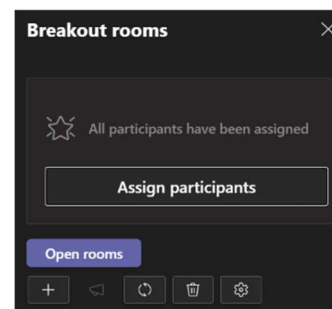 Breakout rooms
All participants have been assigned
Assign participants
Open rooms